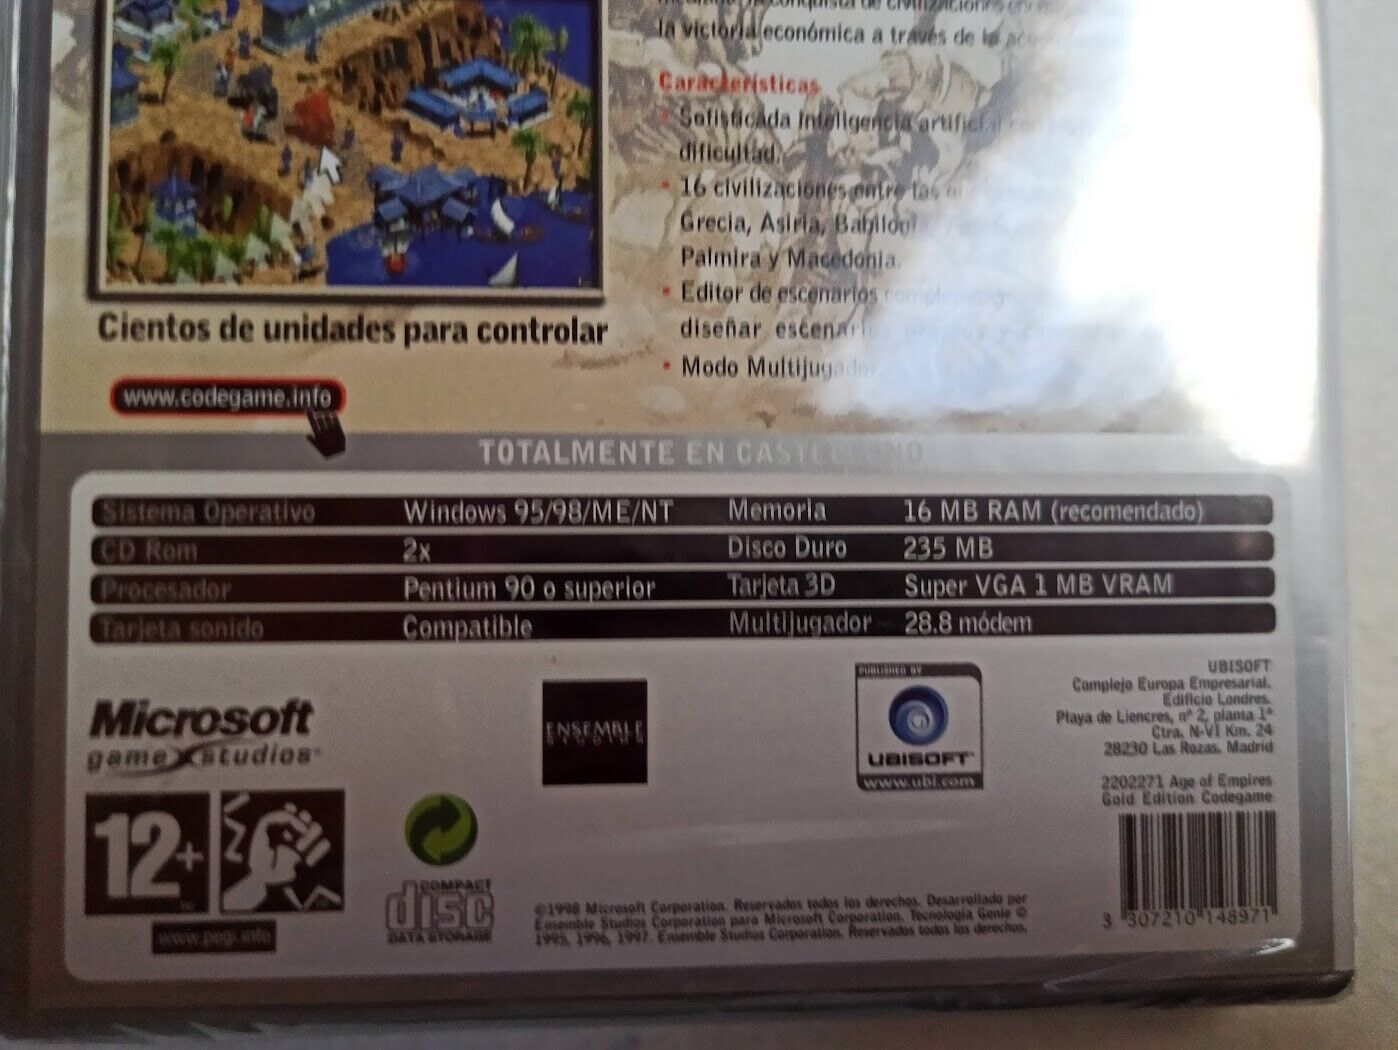 la victoria económica a través de la
Características
Sofisticada inteligencia artificial
dificultad.
16 civilizaciones entre las
Grecia, Asiria, Babilonia,
Palmira y Macedonia.
Editor de escenarios
diseñar escenarios
Modo Multijugador
Cientos de unidades para controlar
www.codegame.info
TOTALMENTE EN CASTELLANO
Sistema Operativo Windows 95/98/ME/NT Memoria 16 MB RAM (recomendado)
CD Rom 2x Disco Duro 235 MB
Procesador Pentium 90 o superior Tarjeta 3D Super VGA 1 MB VRAM
Tarjeta sonido Compatible Multijugador 28.8 módem
Microsoft
game studios
ENSEMBLE
STUDIOS
PUBLISHED BY
UBISOFT
www.ubi.com
UBISOFT
Complejo Europa Empresarial.
Edificio Londres.
Playa de Liencres, nº 2, planta 1ª
Ctra. N-VI Km. 24
28230 Las Rozas. Madrid
2202271 Age of Empires
Gold Edition Codegame
12+
www.pegi.info
COMPACT
disc
DATA STORAGE
©1998 Microsoft Corporation. Reservados todos los derechos. Desarrollado por
Ensemble Studios Corporation para Microsoft Corporation. Tecnología Genie ©
1995, 1996, 1997. Ensemble Studios Corporation. Reservados todos los derechos.
3 307210 148971